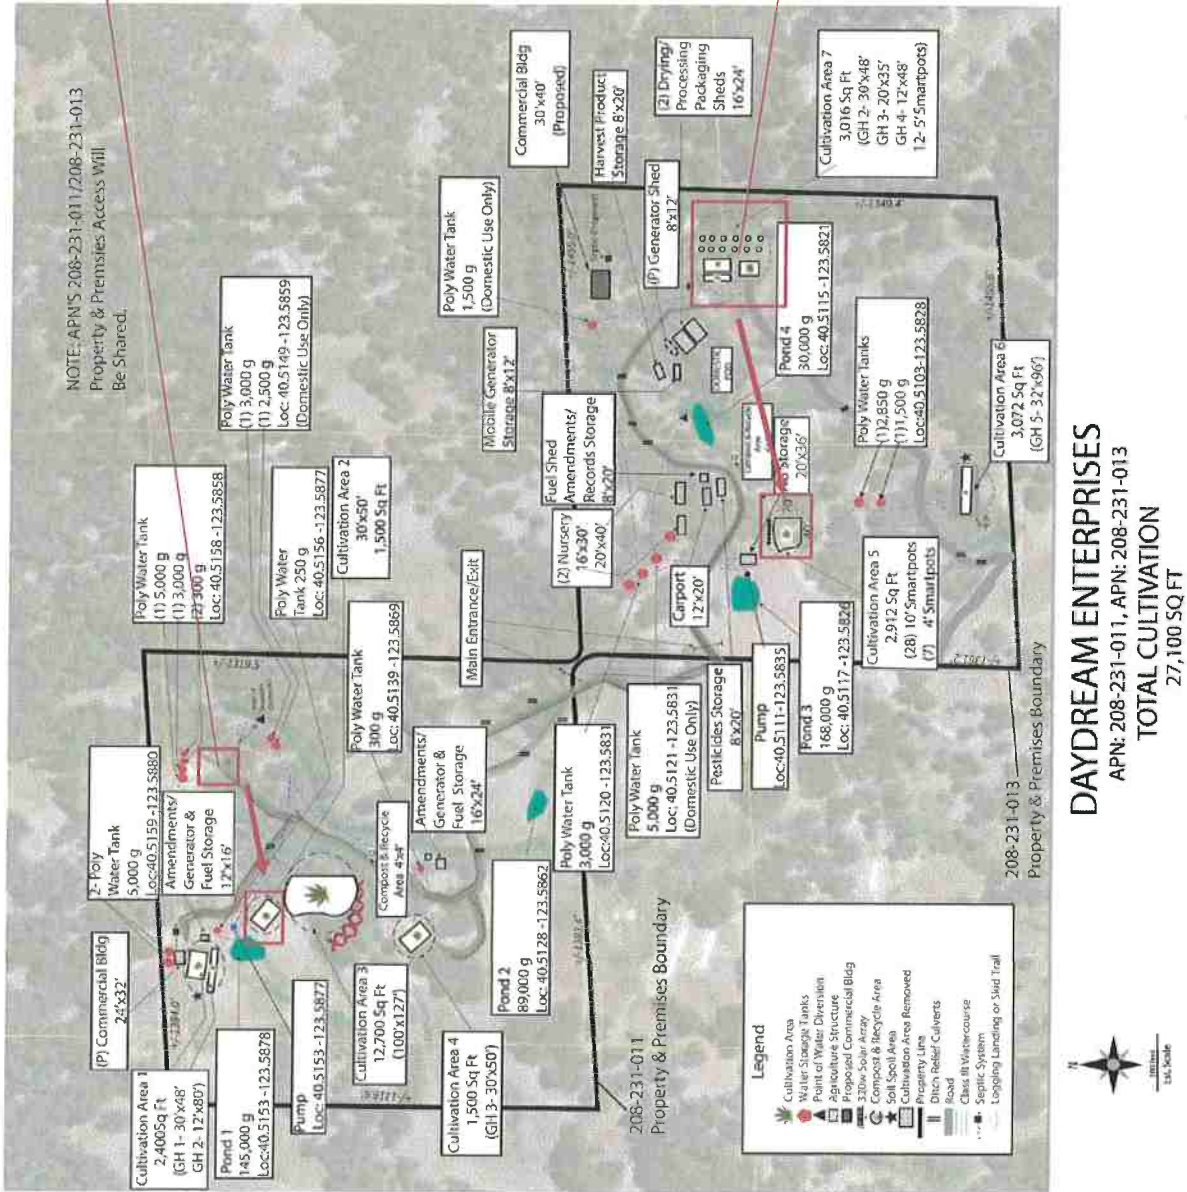 NOTE: APN'S 208-231-011/208-231-013
Property & Premsies Access Will
Be Shared.
Commercial Bldg
30'x40'
(Proposed)
Harvest Product
Storage 8'x20'
(2) Drying/
Processing
Packaging
Sheds
16'x24'
Cultivation Area 7
3,016 Sq Ft
(GH 2- 30'x48'
GH 3- 20'x35'
GH 4- 12'x48'
12- 5' Smartpots)
Poly Water Tank
1,500 g
(Domestic Use Only)
(P) Generator Shed
8'x12'
Mobile Generator
Storage 8'x12'
Pond 4
30,000 g
Loc: 40.5115 -123.5821
Poly Water Tank
(1) 3,000 g
(1) 2,500 g
Loc: 40.5149 -123.5859
(Domestic Use Only)
Fuel Shed
Amendments/
Records Storage
8'x20'
Storage
20'x36'
Poly Water Tanks
(1)2,850 g
(1)1,500 g
Loc:40.5103-123.5828
Cultivation Area 6
3,072 Sq Ft
(GH 5- 32'x96')
Poly Water Tank
(1) 5,000 g
(1) 3,000 g
(2) 300 g
Loc: 40.5158 -123.5858
Poly Water
Tank 250 g
Loc: 40.5156 -123.5877
Cultivation Area 2
30'x50'
1,500 Sq Ft
(2) Nursery
16'x30'
20'x40'
Carport
12'x20'
Cultivation Area 5
2,912 Sq Ft
(28) 10' Smartpots
(7) 4' Smartpots
Main Entrance/Exit
Poly Water Tank
300 g
Loc: 40.5139 -123.5869
Pesticides Storage
8'x20'
Pump
Loc:40.5111-123.5835
Pond 3
168,000 g
Loc: 40.5117 -123.5826
2- Poly
Water Tank
5,000 g
Loc:40.5159 -123.5880
Amendments/
Generator &
Fuel Storage
12'x16'
Compost & Recycle
Area 4'x4'
Amendments/
Generator &
Fuel Storage
16'x24'
Poly Water Tank
3,000 g
Loc:40.5120 -123.5831
Poly Water Tank
5,000 g
Loc: 40.5121 -123.5831
(Domestic Use Only)
(P) Commercial Bldg
24'x32'
Pond 2
89,000 g
Loc: 40.5128 -123.5862
Cultivation Area 1
2,400Sq Ft
(GH 1- 30'x48'
GH 2- 12'x80')
Pond 1
145,000 g
Loc:40.5153 -123.5878
Pump
Loc: 40.5153 -123.5877
Cultivation Area 3
12,700 Sq Ft
(100'x127')
Cultivation Area 4
1,500 Sq Ft
(GH 3- 30'x50')
208-231-011
Property & Premises Boundary
208-231-013
Property & Premises Boundary
Legend
Cultivation Area
Water Storage Tanks
Point of Water Diversion
Agriculture Structure
Proposed Commercial Bldg
320w Solar Array
Compost & Recycle Area
Soil Spoil Area
Cultivation Area Removed
Property Line
Ditch Relief Culverts
Road
Class III Watercourse
Septic System
Logging Landing or Skid Trail
N
DAYDREAM ENTERPRISES
APN: 208-231-011, APN: 208-231-013
TOTAL CULTIVATION
27,100 SQ FT